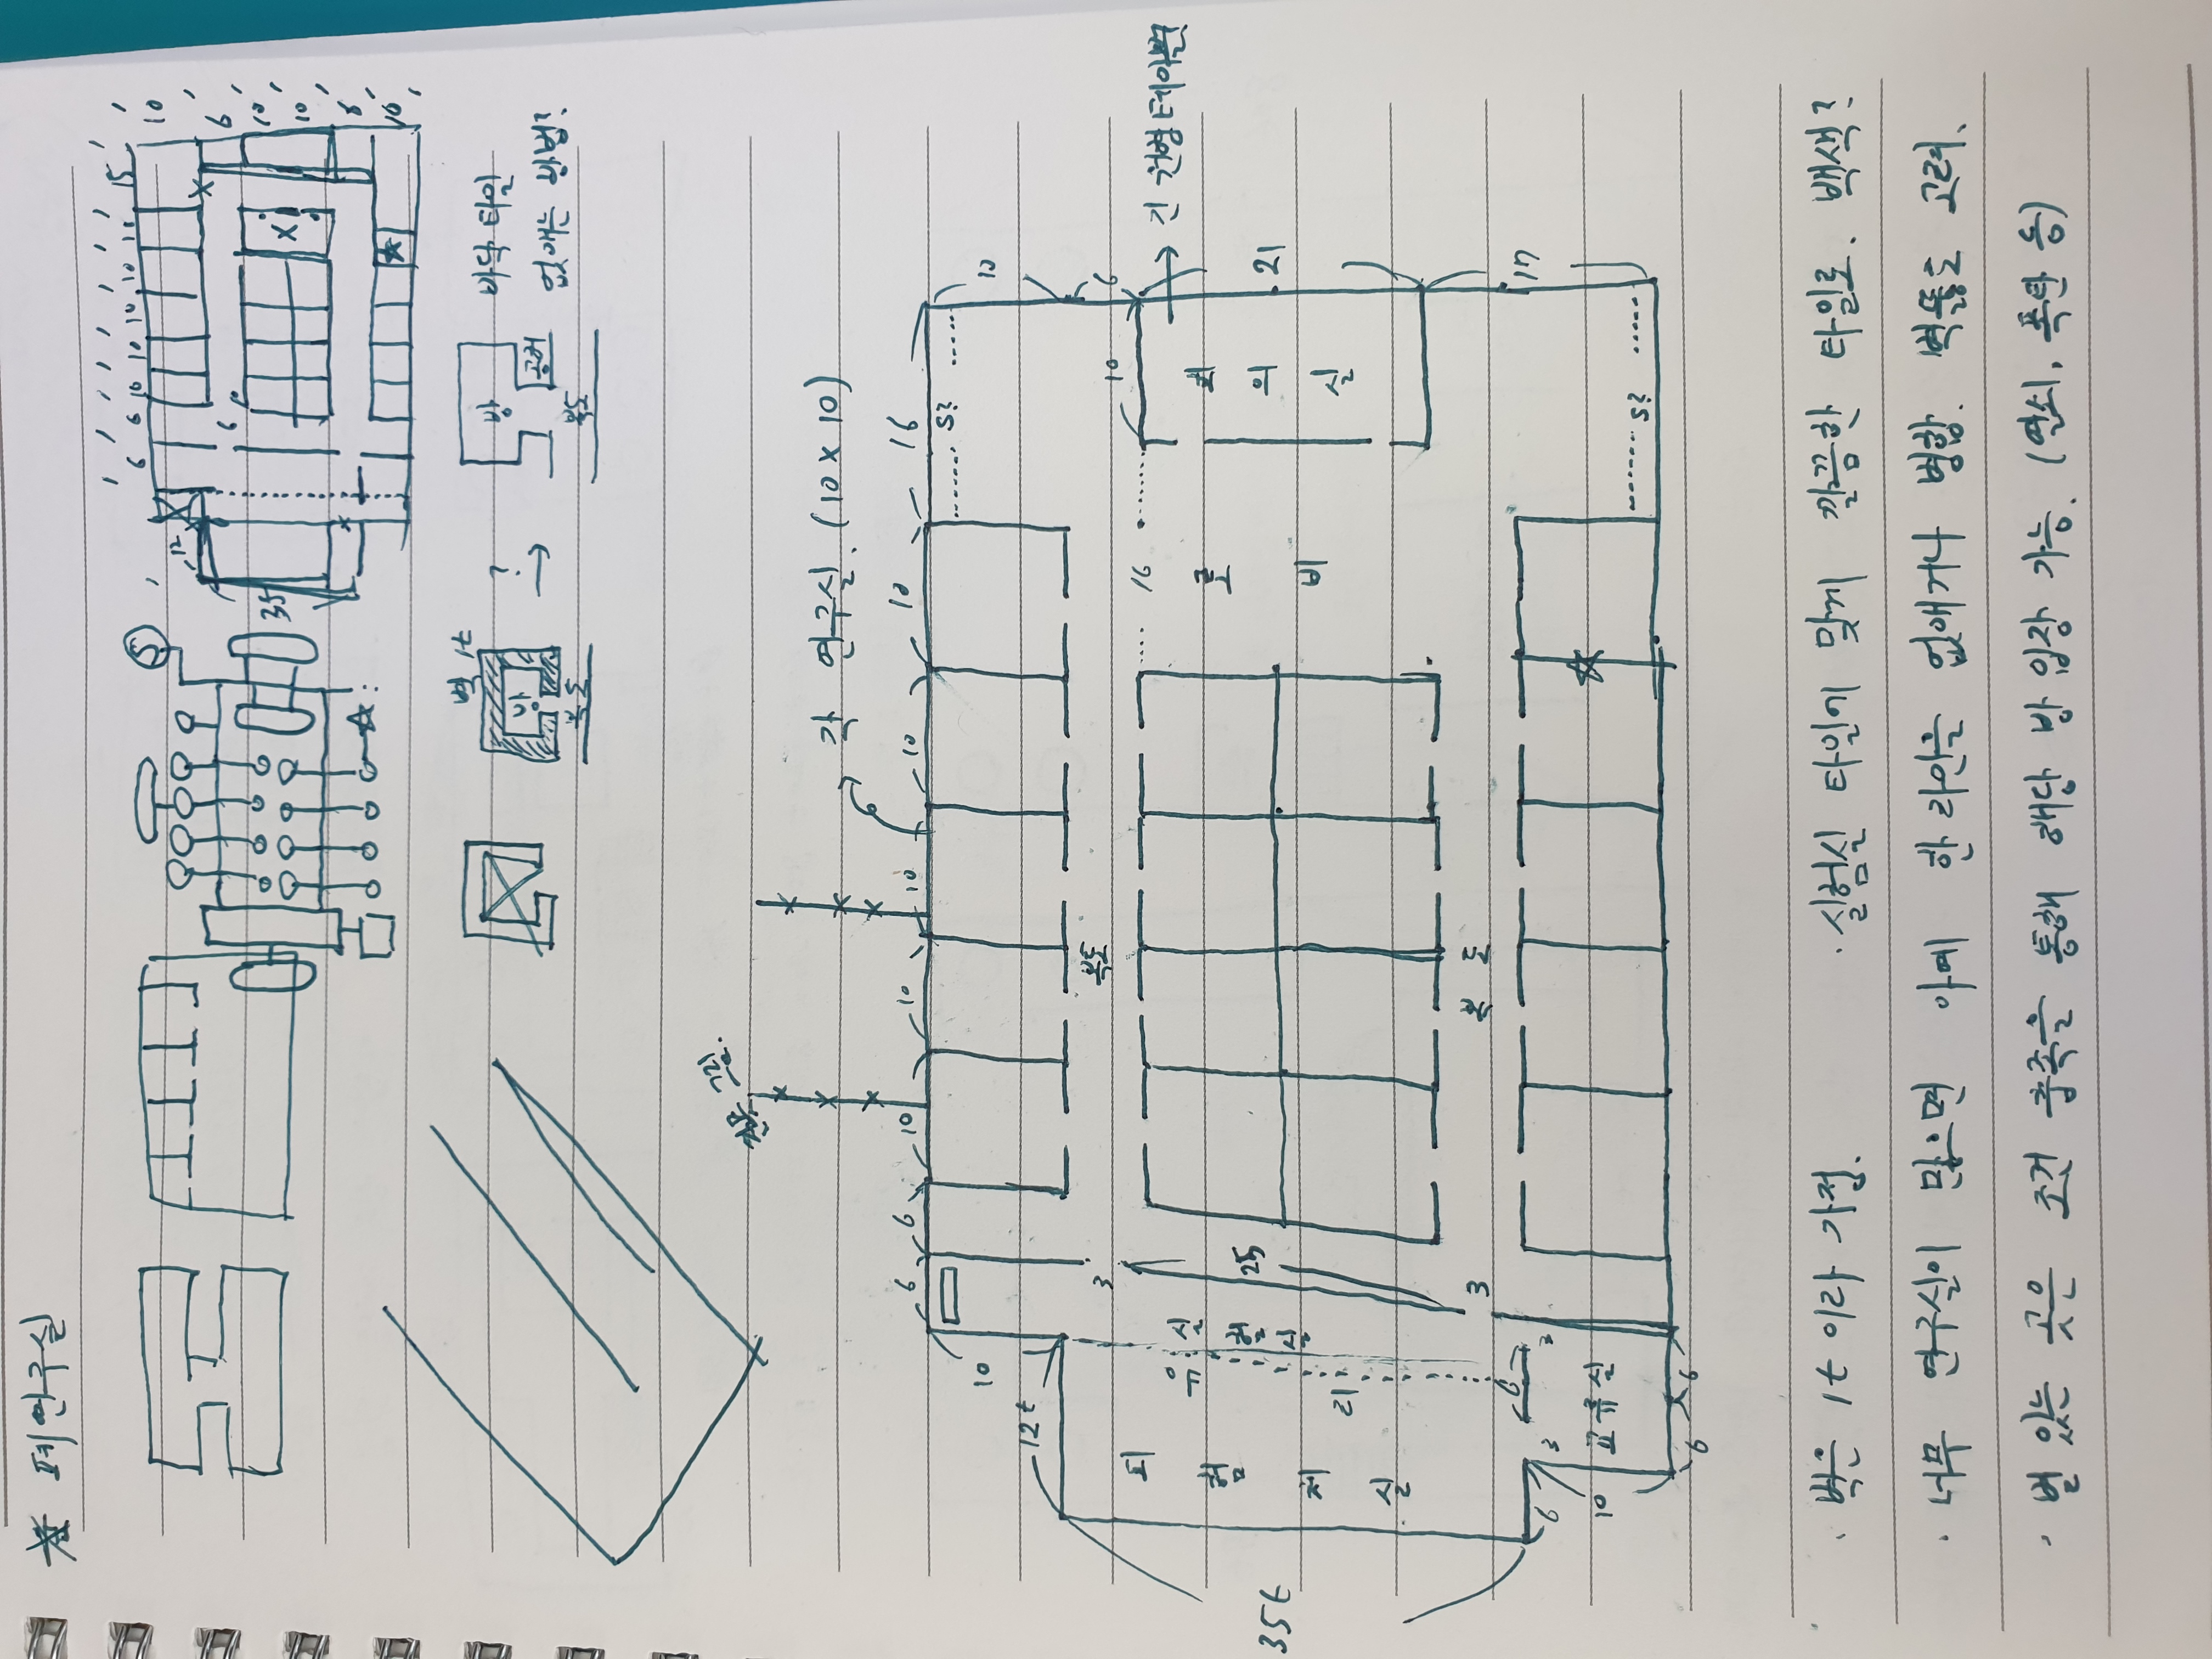 폐연구실
S
6 6 10 10 10 10 10 15
12
10
6
35
6
10
10
8
10
벽 1t
방
복도
?
방
공허
복도
바닥 타일
없애는 방법?
그림.
각 연구실. (10 x 10)
6 6 10 10 10 10 10 16
S?
10
10
12t
3
복도
6
16
10
긴 원형 테이블?
피험체실
유리
실험실
25
로비
회의실
35t
21
3
복도
6
6 3 3
17
10
교류실
S?
6 6
· 벽은 1t 이라 가정.
· 실험실 타일에 맞게 깔끔한 타일로. 백색?
· 너무 연구실이 많으면 아예 한 라인을 없애거나 병합. 벽뚫도 고려.
· 별 있는 곳은 조건 충족을 통해 해당 방 입장 가능. (열쇠, 폭탄 등)